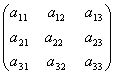 a₁₁ a₁₂ a₁₃
a₂₁ a₂₂ a₂₃
a₃₁ a₃₂ a₃₃